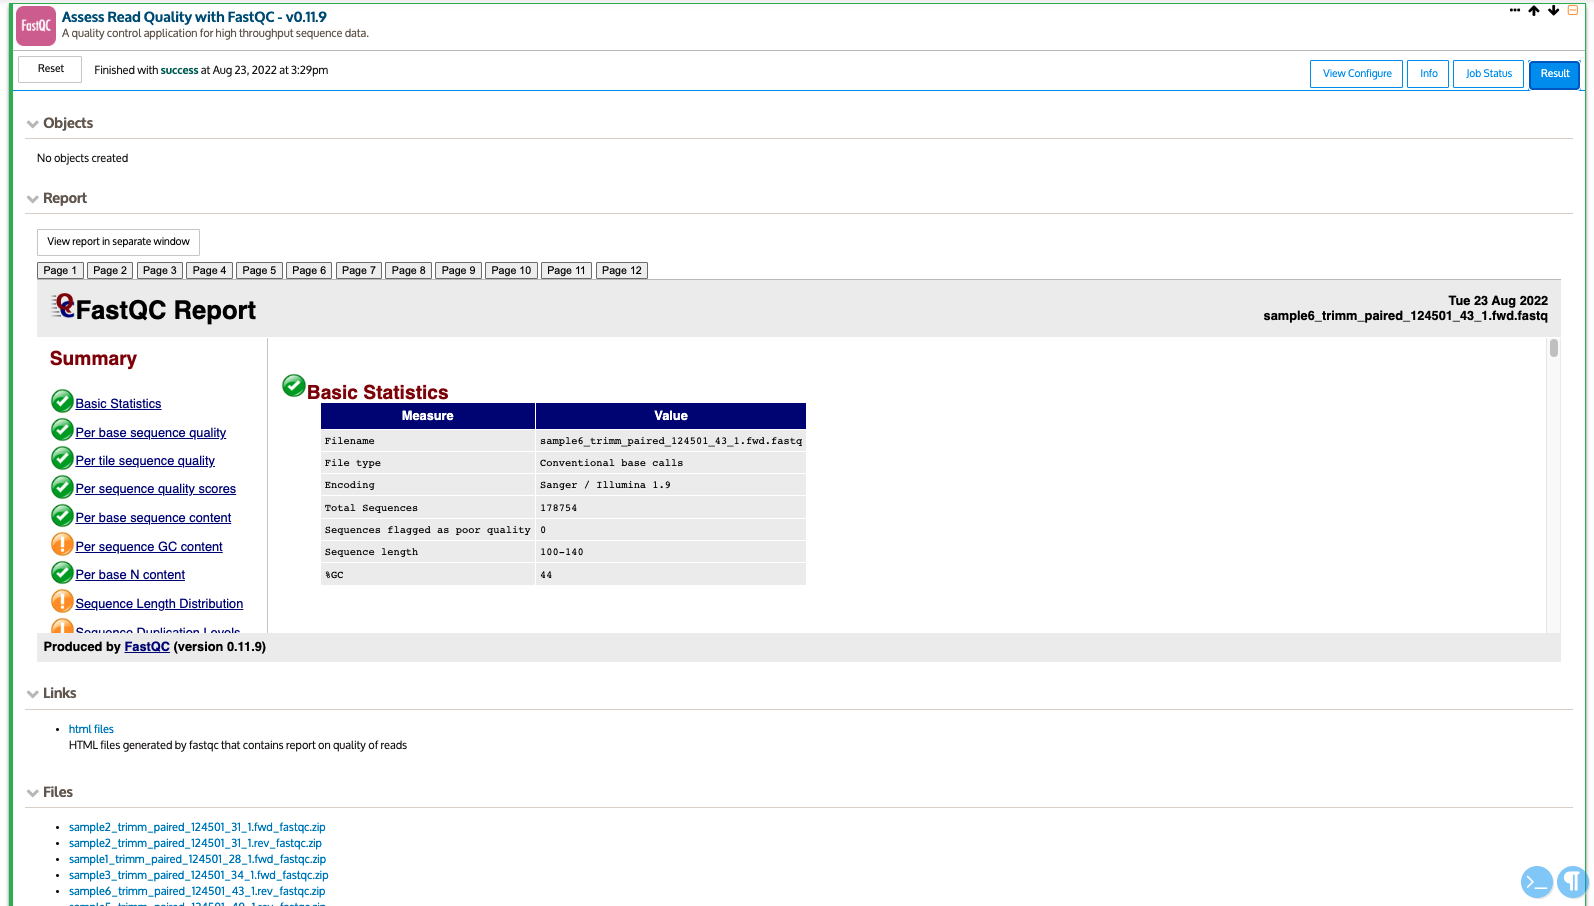 FastQC
Assess Read Quality with FastQC - v0.11.9
A quality control application for high throughput sequence data.
Reset
Finished with success at Aug 23, 2022 at 3:29pm
View Configure
Info
Job Status
Result
Objects
No objects created
Report
View report in separate window
Page 1
Page 2
Page 3
Page 4
Page 5
Page 6
Page 7
Page 8
Page 9
Page 10
Page 11
Page 12
FastQC Report
Tue 23 Aug 2022
sample6_trimm_paired_124501_43_1.fwd.fastq
Summary
Basic Statistics
Per base sequence quality
Per tile sequence quality
Per sequence quality scores
Per base sequence content
Per sequence GC content
Per base N content
Sequence Length Distribution
Sequence Duplication Levels
Basic Statistics
Measure Value
Filename sample6_trimm_paired_124501_43_1.fwd.fastq
File type Conventional base calls
Encoding Sanger / Illumina 1.9
Total Sequences 178754
Sequences flagged as poor quality 0
Sequence length 100-140
%GC 44
Produced by FastQC (version 0.11.9)
Links
html files
HTML files generated by fastqc that contains report on quality of reads
Files
sample2_trimm_paired_124501_31_1.fwd_fastqc.zip
sample2_trimm_paired_124501_31_1.rev_fastqc.zip
sample1_trimm_paired_124501_28_1.fwd_fastqc.zip
sample3_trimm_paired_124501_34_1.fwd_fastqc.zip
sample6_trimm_paired_124501_43_1.rev_fastqc.zip